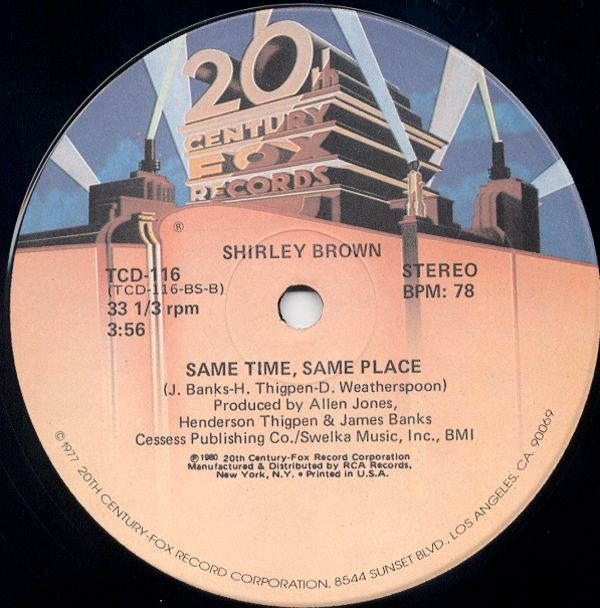 20th
CENTURY
FOX
RECORDS
®
SHIRLEY BROWN
TCD-116
(TCD-116-BS-B)
33 1/3 rpm
3:56
STEREO
BPM: 78
SAME TIME, SAME PLACE
(J. Banks-H. Thigpen-D. Weatherspoon)
Produced by Allen Jones,
Henderson Thigpen & James Banks
Cessess Publishing Co./Swelka Music, Inc., BMI
℗ 1980 20th Century-Fox Record Corporation
Manufactured & Distributed by RCA Records,
New York, N.Y. • Printed in U.S.A.
© 1977 20TH CENTURY-FOX RECORD CORPORATION, 8544 SUNSET BLVD., LOS ANGELES, CA. 90069